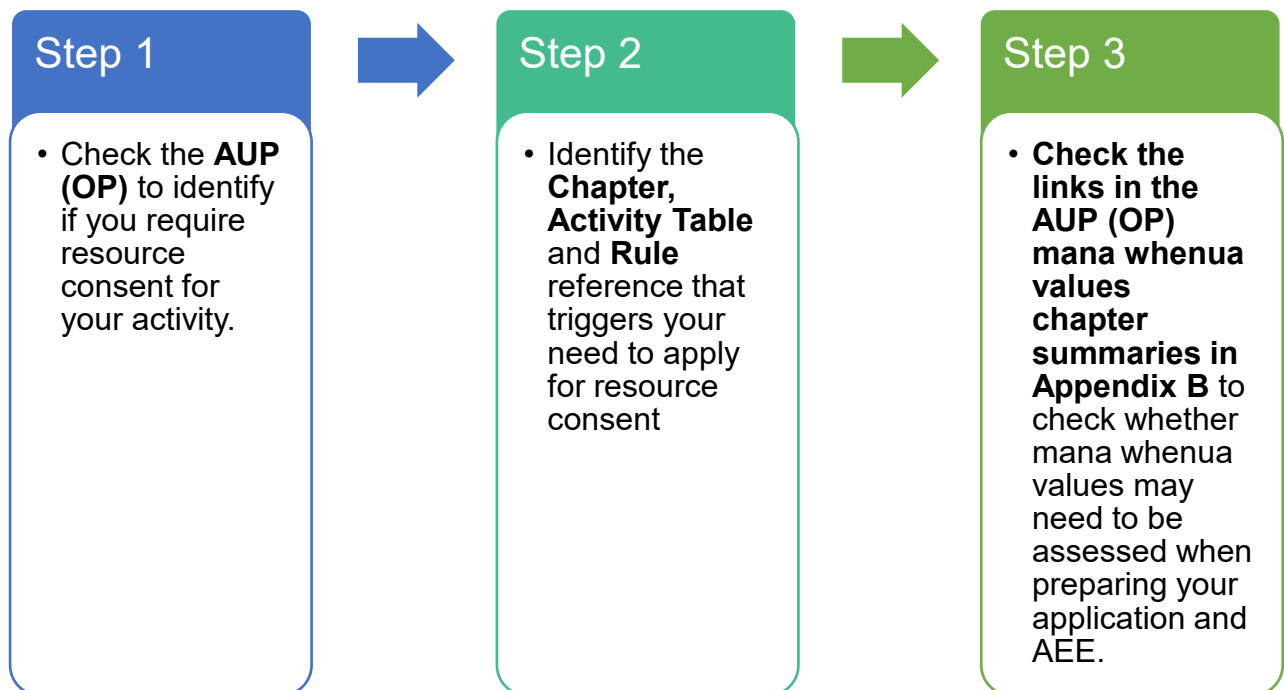 Step 1
• Check the AUP
(OP) to identify
if you require
resource
consent for
your activity.
Step 2
• Identify the
Chapter,
Activity Table
and Rule
reference that
triggers your
need to apply
for resource
consent
Step 3
• Check the
links in the
AUP (OP)
mana whenua
values
chapter
summaries in
Appendix B to
check whether
mana whenua
values may
need to be
assessed when
preparing your
application and
AEE.